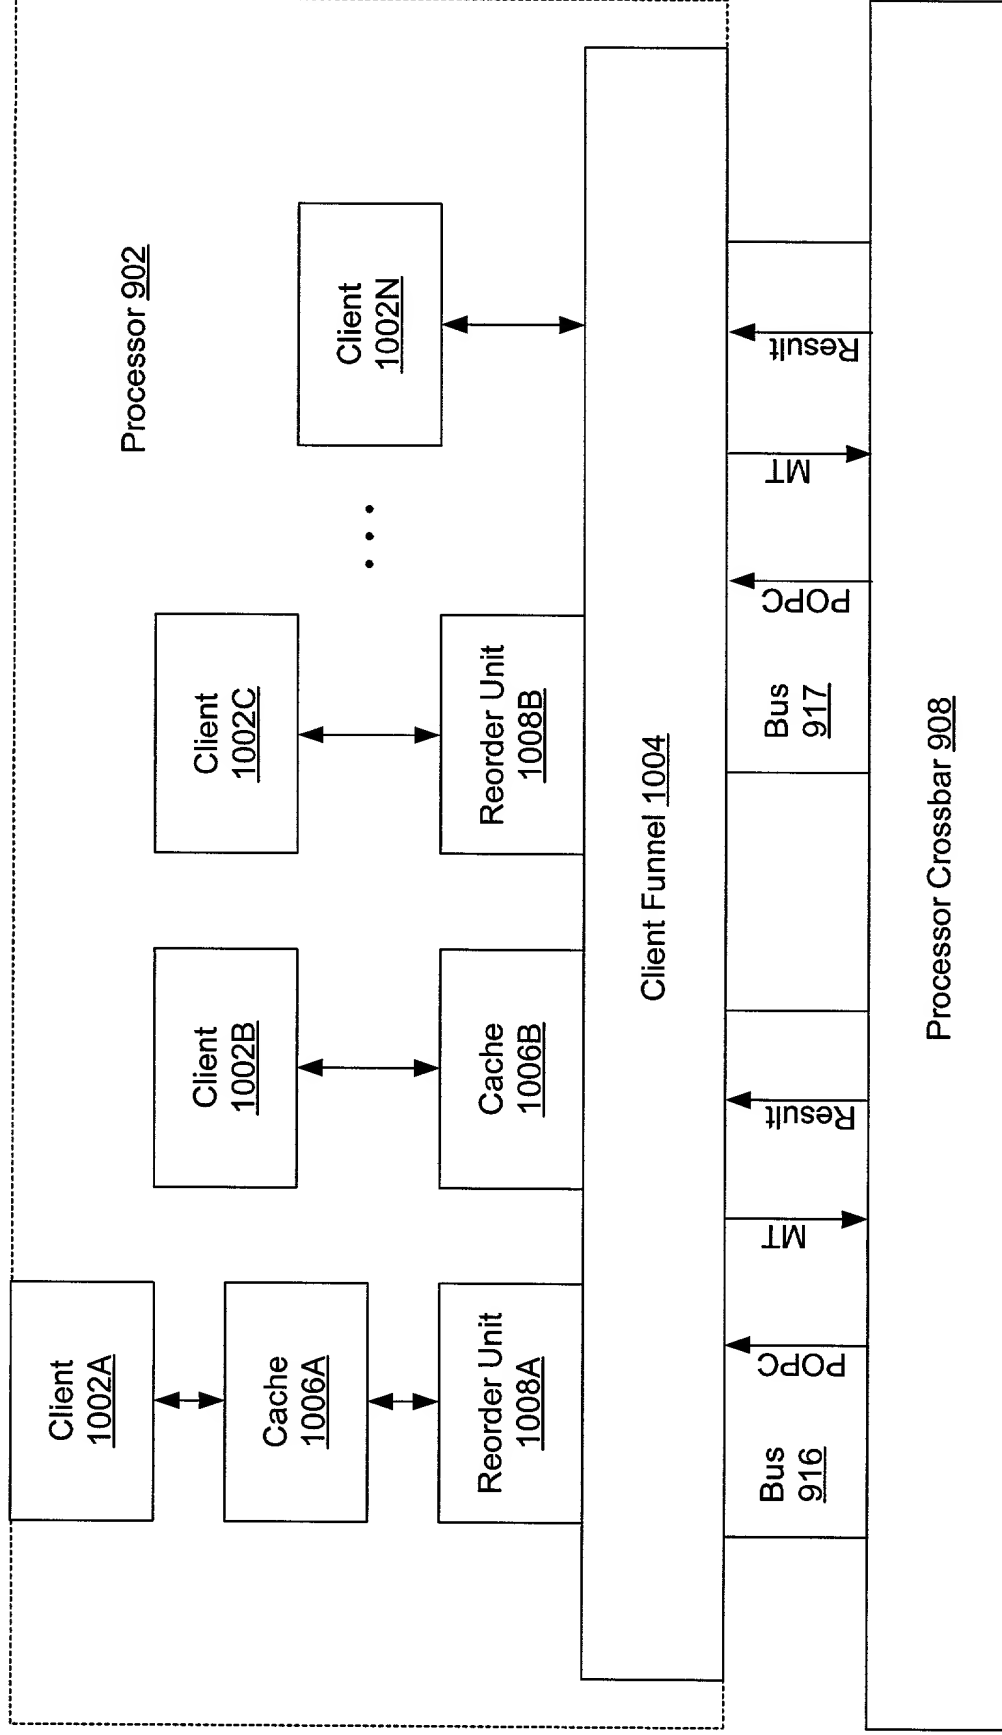 Processor 902
Client
1002A
Client
1002B
Client
1002C
Client
1002N
Cache
1006A
Reorder Unit
1008A
Cache
1006B
Reorder Unit
1008B
Client Funnel 1004
Bus
916
POPC
MT
Result
Bus
917
POPC
MT
Result
Processor Crossbar 908